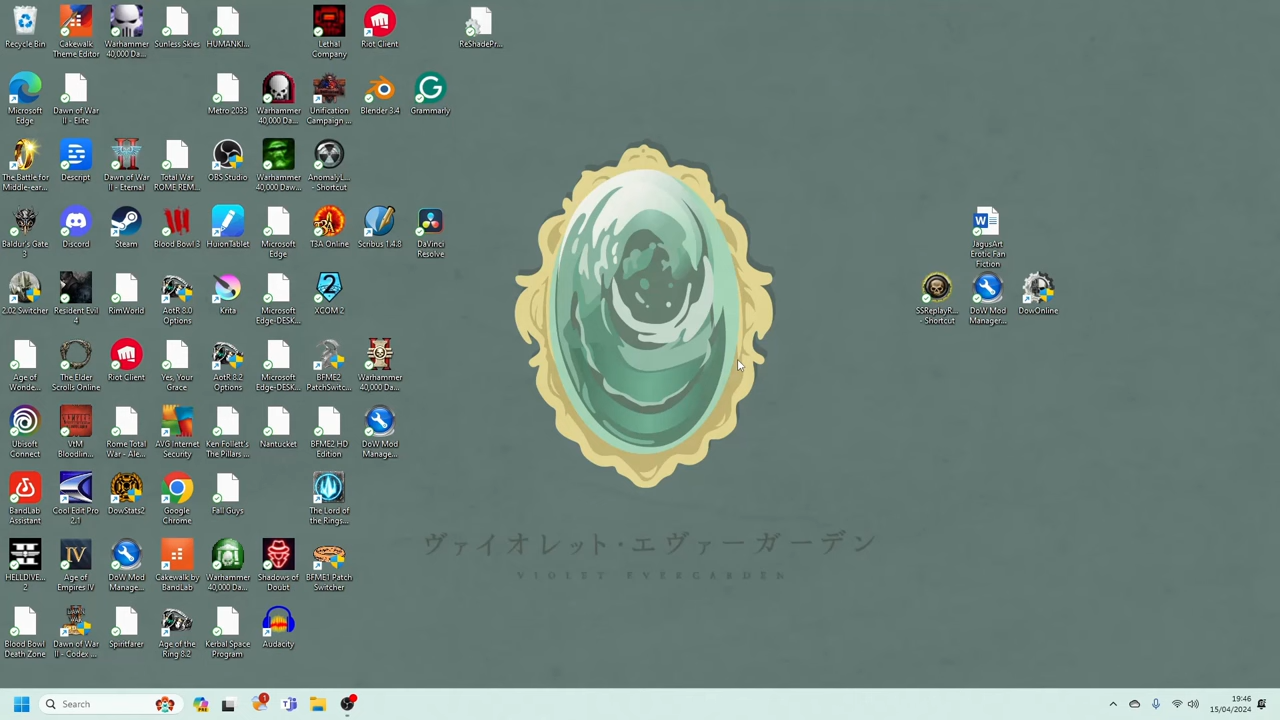 Recycle Bin
Cakewalk
Theme Editor
Warhammer
40,000 Da...
Sunless Skies
HUMANKI...
Lethal
Company
Riot Client
ReShadePr...
Microsoft
Edge
Dawn of War
II - Elite
Metro 2033
Warhammer
40,000 Da...
Unification
Campaign ...
Blender 3.4
Grammarly
The Battle for
Middle-ear...
Descript
Dawn of War
II - Eternal
Total War
ROME REM...
OBS Studio
Warhammer
40,000 Daw...
AnomalyL...
- Shortcut
Baldur's Gate
3
Discord
Steam
Blood Bowl 3
HuionTablet
Microsoft
Edge
T3A Online
Scribus 1.4.8
DaVinci
Resolve
JagusArt
Erotic Fan
Fiction
2.02 Switcher
Resident Evil
4
RimWorld
AotR 8.0
Options
Krita
Microsoft
Edge-DESK...
XCOM 2
SSReplayR...
- Shortcut
DoW Mod
Manager...
DowOnline
Age of
Wonde...
The Elder
Scrolls Online
Riot Client
Yes, Your
Grace
AotR 8.2
Options
Microsoft
Edge-DESK...
BFME2
PatchSwitc...
Warhammer
40,000 Da...
Ubisoft
Connect
VtM
Bloodlin...
Rome Total
War - Ale...
AVG Internet
Security
Ken Follett's
The Pillars ...
Nantucket
BFME2 HD
Edition
DoW Mod
Manage...
BandLab
Assistant
Cool Edit Pro
2.1
DowStats2
Google
Chrome
Fall Guys
The Lord of
the Rings...
ヴァイオレット・エヴァーガーデン
VIOLET EVERGARDEN
HELLDIVE...
2
Age of
Empires IV
DoW Mod
Manage...
Cakewalk by
BandLab
Warhammer
40,000 Da...
Shadows of
Doubt
BFME1 Patch
Switcher
Blood Bowl
Death Zone
Dawn of War
II - Codex ...
Spiritfarer
Age of the
Ring 8.2
Kerbal Space
Program
Audacity
Search
19:46
15/04/2024